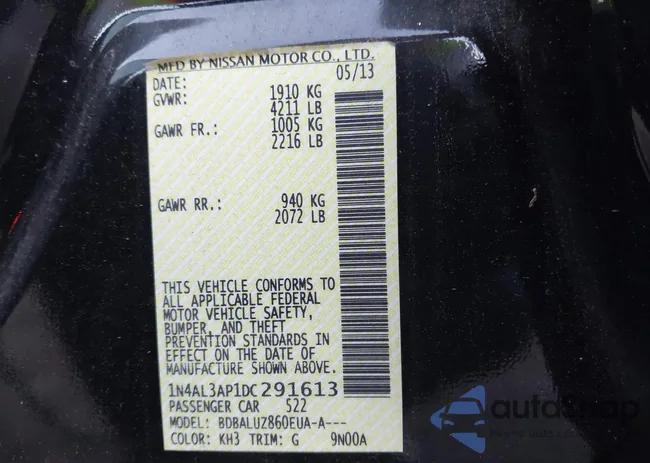 MFD BY NISSAN MOTOR CO., LTD.
DATE: 05/13
GVWR: 1910 KG
4211 LB
GAWR FR.: 1005 KG
2216 LB
GAWR RR.: 940 KG
2072 LB
THIS VEHICLE CONFORMS TO
ALL APPLICABLE FEDERAL
MOTOR VEHICLE SAFETY,
BUMPER, AND THEFT
PREVENTION STANDARDS IN
EFFECT ON THE DATE OF
MANUFACTURE SHOWN ABOVE.
1N4AL3AP1DC291613
PASSENGER CAR 522
MODEL: BDBALUZ860EUA-A---
COLOR: KH3 TRIM: G 9N00A
autoSnap